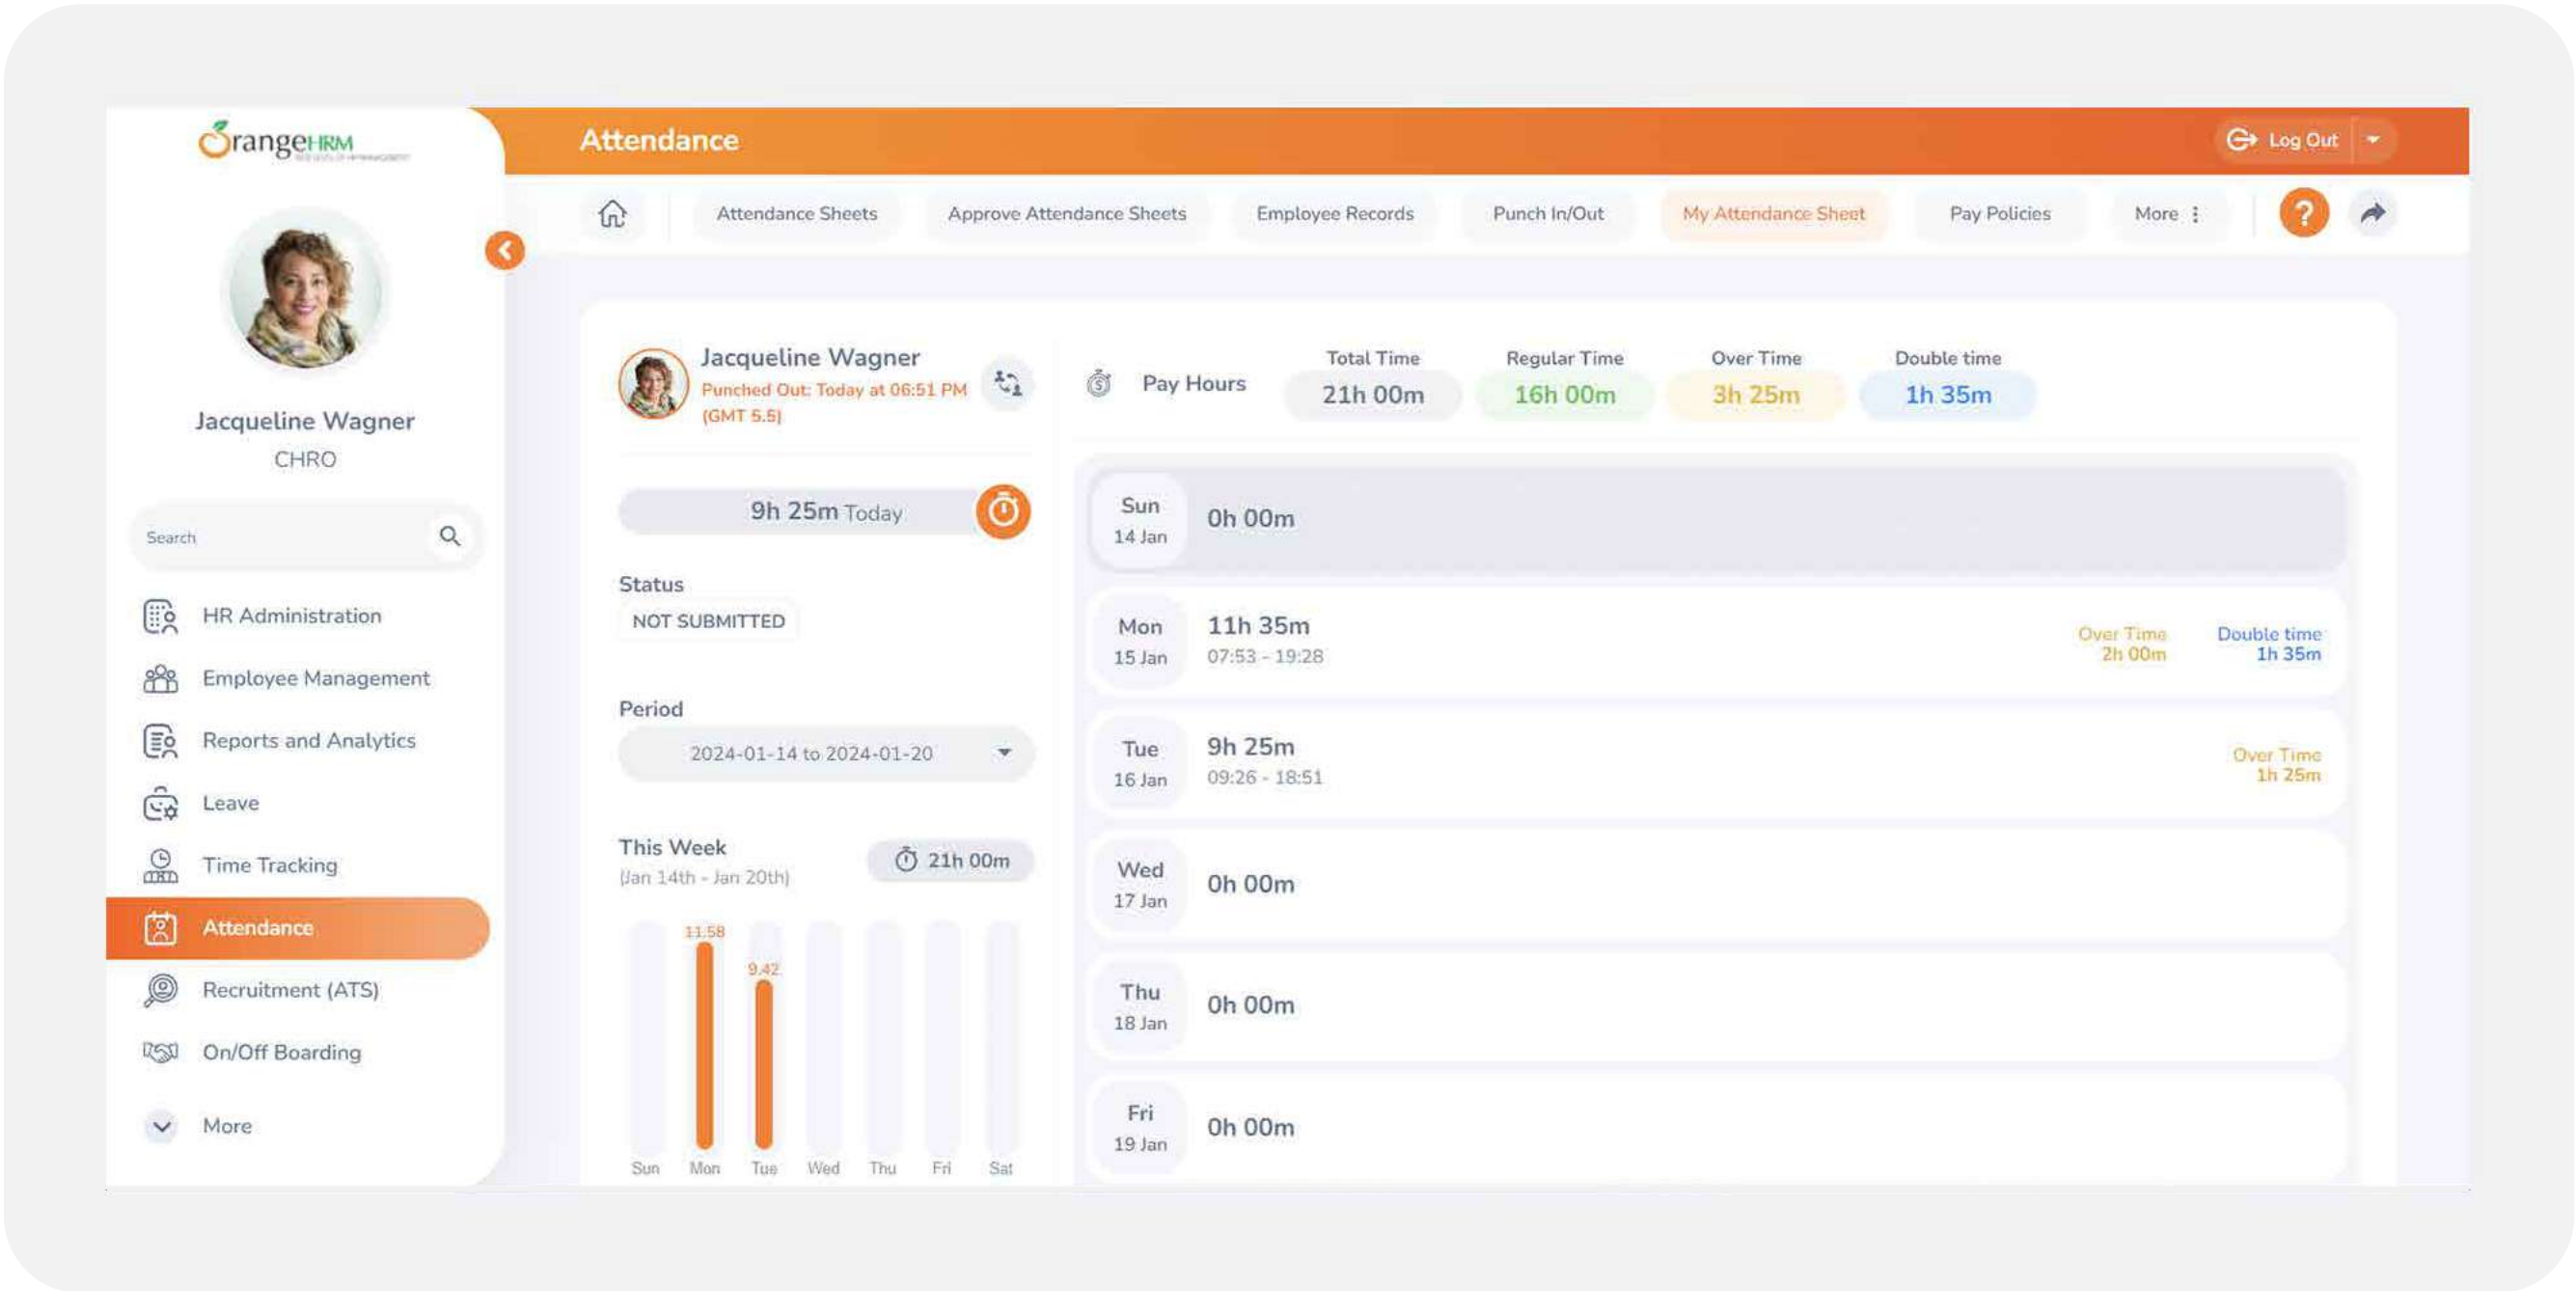 OrangeHRM
Attendance
Log Out
Attendance Sheets
Approve Attendance Sheets
Employee Records
Punch In/Out
My Attendance Sheet
Pay Policies
More
?
Jacqueline Wagner
CHRO
Search
HR Administration
Employee Management
Reports and Analytics
Leave
Time Tracking
Attendance
Recruitment (ATS)
On/Off Boarding
More
Jacqueline Wagner
Punched Out: Today at 06:51 PM
(GMT 5.5)
9h 25m Today
Status
NOT SUBMITTED
Period
2024-01-14 to 2024-01-20
This Week
(Jan 14th - Jan 20th)
21h 00m
11.58
9.42
Sun Mon Tue Wed Thu Fri Sat
Pay Hours
Total Time
21h 00m
Regular Time
16h 00m
Over Time
3h 25m
Double time
1h 35m
Sun
14 Jan
0h 00m
Mon
15 Jan
11h 35m
07:53 - 19:28
Over Time
2h 00m
Double time
1h 35m
Tue
16 Jan
9h 25m
09:26 - 18:51
Over Time
1h 25m
Wed
17 Jan
0h 00m
Thu
18 Jan
0h 00m
Fri
19 Jan
0h 00m